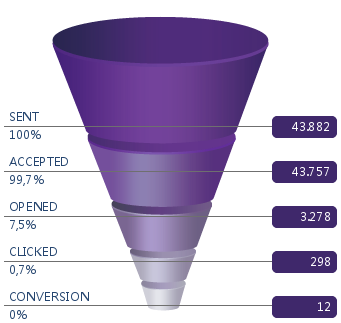 SENT
43.882
100%
ACCEPTED
43.757
99,7%
OPENED
3.278
7,5%
CLICKED
298
0,7%
CONVERSION
12
0%